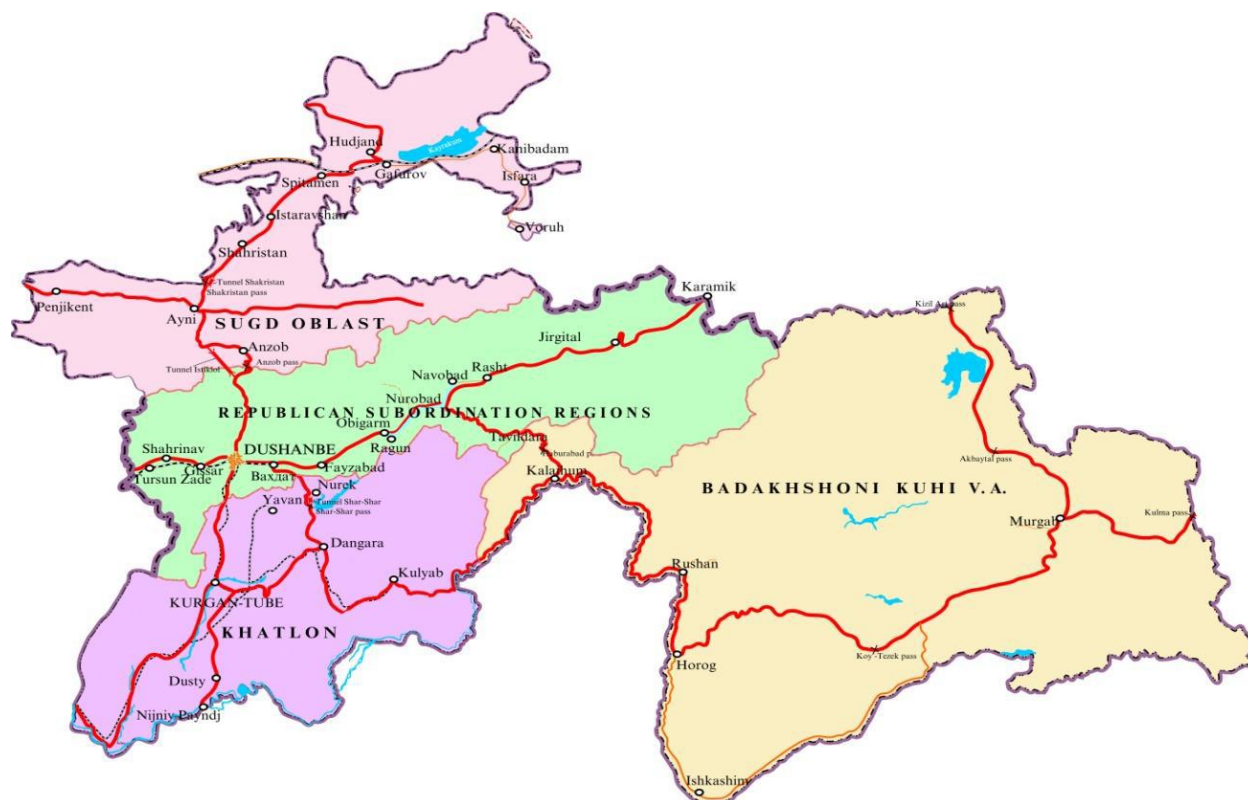 Hudjand
Kayrakum
Kanibadam
Gafurov
Spitamen
Isfara
Istaravshan
Voruh
Shahristan
Tunnel Shakristan
Shakristan pass
Penjikent
Ayni
SUGD OBLAST
Anzob
Anzob pass
Tunnel Istiklol
Karamik
Kizil Art pass
Jirgital
Navobad
Rasht
Nurobad
REPUBLICAN SUBORDINATION REGIONS
Obigarm
Ragun
Tavildara
Shahrinav
DUSHANBE
Tursun Zade
Gissar
Вахдат
Fayzabad
Kalaihum
Akbaytal pass
Nurek
Yavan
Tunnel Shar-Shar
Shar-Shar pass
BADAKHSHONI KUHI V.A.
Murgab
Kulma pass
Dangara
Kulyab
Rushan
KURGAN-TUBE
KHATLON
Horog
Koy-Tezek pass
Dusty
Nijniy Payndj
Ishkashim